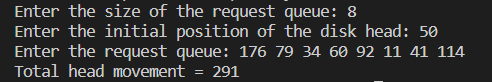 Enter the size of the request queue: 8
Enter the initial position of the disk head: 50
Enter the request queue: 176 79 34 60 92 11 41 114
Total head movement = 291